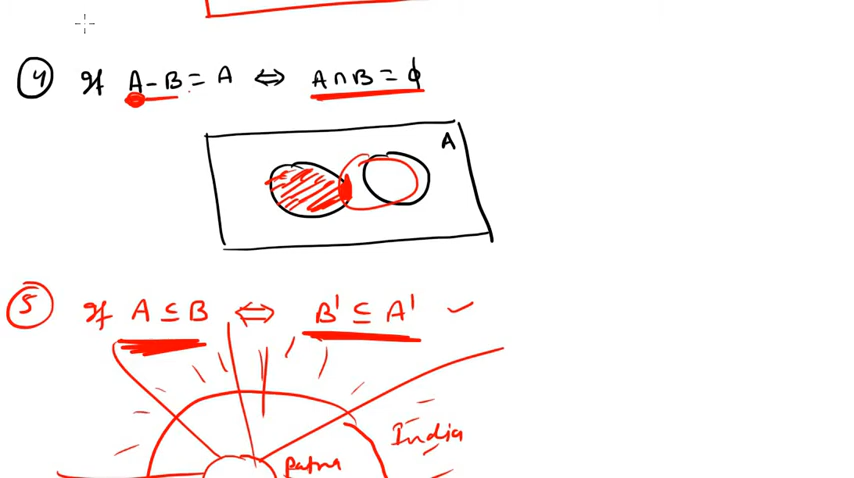 4 If A - B = A ⇔ A ∩ B = ϕ
A
5 If A ⊆ B ⇔ B' ⊆ A'
India
Patna